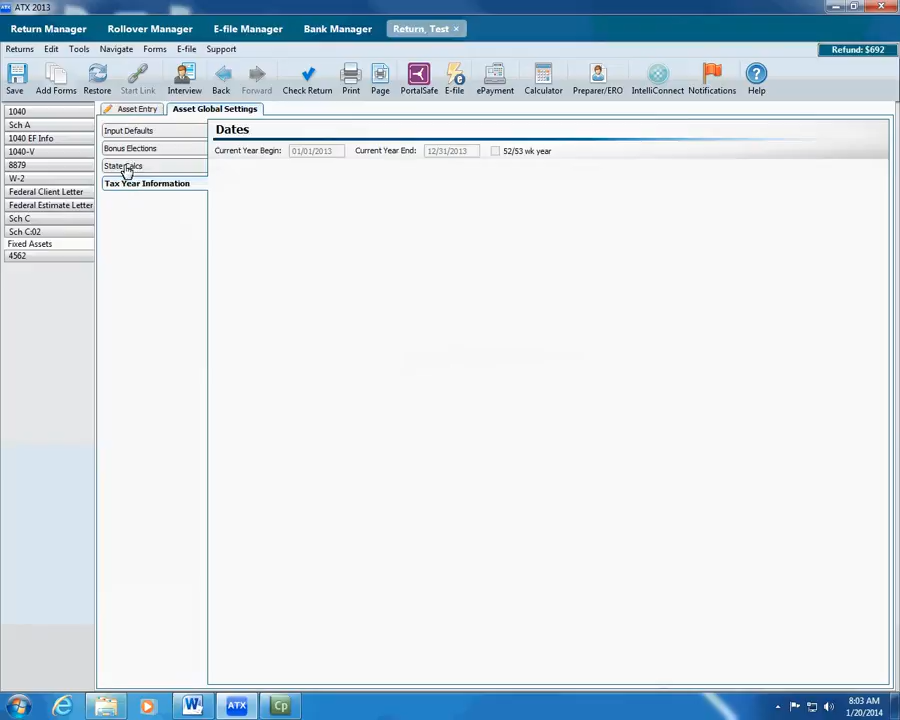 ATX 2013
Return Manager Rollover Manager E-file Manager Bank Manager Return, Test ×
Returns Edit Tools Navigate Forms E-file Support Refund: $692
Save Add Forms Restore Start Link Interview Back Forward Check Return Print Page PortalSafe E-file ePayment Calculator Preparer/ERO IntelliConnect Notifications Help
1040
Sch A
1040 EF Info
1040-V
8879
W-2
Federal Client Letter
Federal Estimate Letter
Sch C
Sch C:02
Fixed Assets
4562
Asset Entry Asset Global Settings
Input Defaults
Bonus Elections
State Calcs
Tax Year Information
Dates
Current Year Begin: 01/01/2013 Current Year End: 12/31/2013 52/53 wk year
W ATX Cp
8:03 AM
1/20/2014